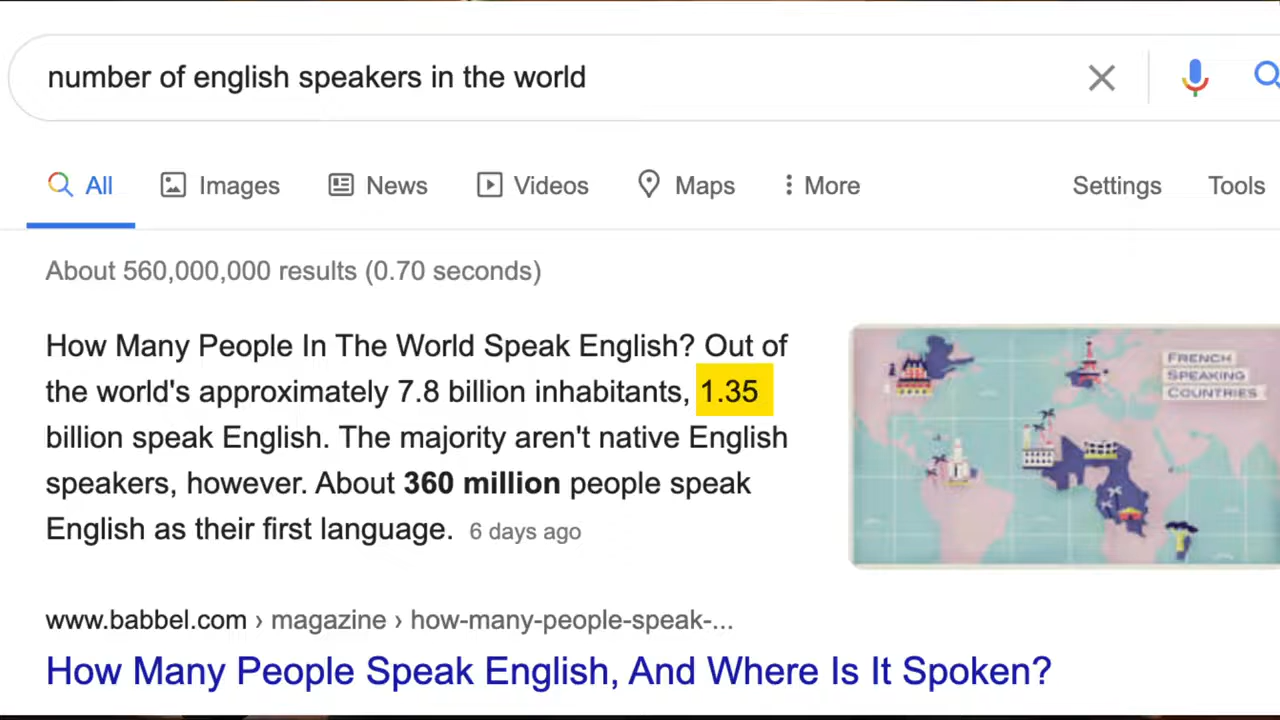 number of english speakers in the world
All Images News Videos Maps More Settings Tools
About 560,000,000 results (0.70 seconds)
How Many People In The World Speak English? Out of
the world's approximately 7.8 billion inhabitants, 1.35
billion speak English. The majority aren't native English
speakers, however. About 360 million people speak
English as their first language. 6 days ago
FRENCH
SPEAKING
COUNTRIES
www.babbel.com › magazine › how-many-people-speak-...
How Many People Speak English, And Where Is It Spoken?